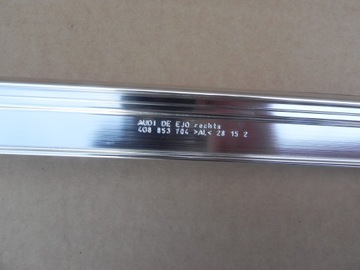 AUDI DE EJO rechts
4G8 853 704 >AL< 28 15 2